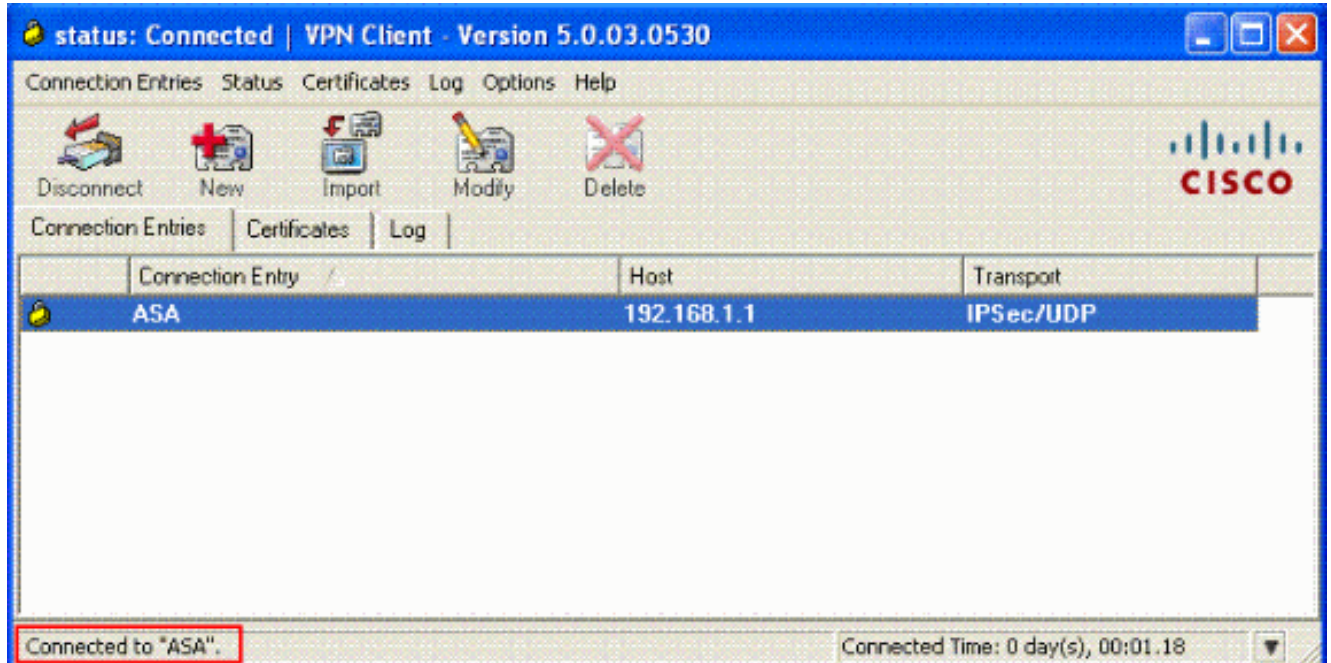 status: Connected | VPN Client - Version 5.0.03.0530
Connection Entries Status Certificates Log Options Help
Disconnect New Import Modify Delete
CISCO
Connection Entries Certificates Log
Connection Entry Host Transport
ASA 192.168.1.1 IPSec/UDP
Connected to "ASA". Connected Time: 0 day(s), 00:01.18